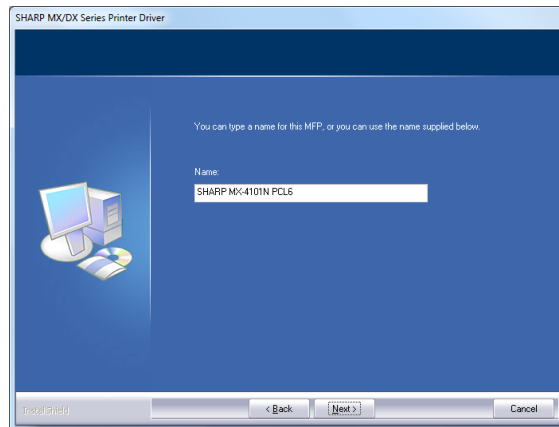 SHARP MX/DX Series Printer Driver
You can type a name for this MFP, or you can use the name supplied below.
Name:
SHARP MX-4101N PCL6
InstallShield
< Back Next > Cancel